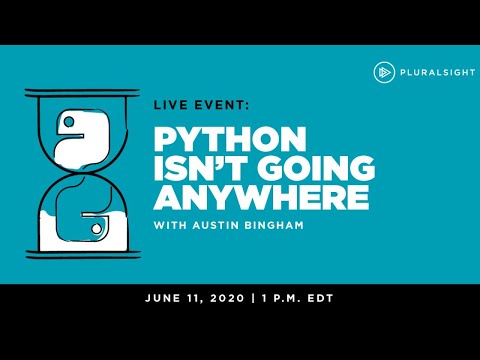 PLURALSIGHT
LIVE EVENT:
PYTHON
ISN'T GOING
ANYWHERE
WITH AUSTIN BINGHAM
JUNE 11, 2020 | 1 P.M. EDT